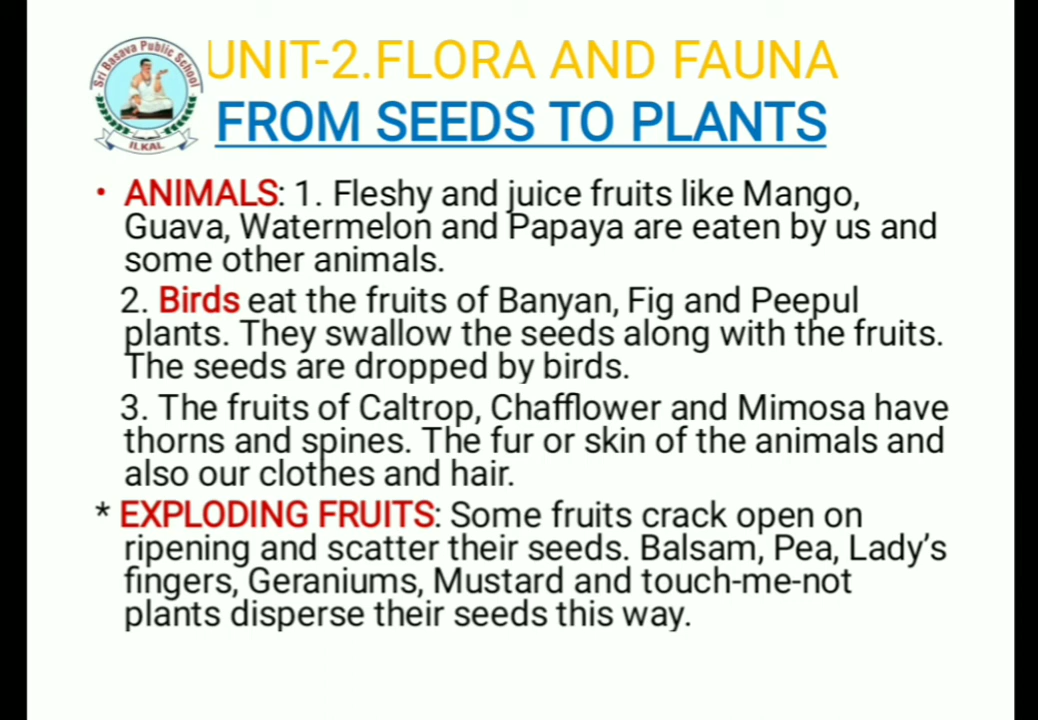 Sri Basava Public School
ILKAL
UNIT-2.FLORA AND FAUNA
FROM SEEDS TO PLANTS
• ANIMALS: 1. Fleshy and juice fruits like Mango,
Guava, Watermelon and Papaya are eaten by us and
some other animals.
2. Birds eat the fruits of Banyan, Fig and Peepul
plants. They swallow the seeds along with the fruits.
The seeds are dropped by birds.
3. The fruits of Caltrop, Chafflower and Mimosa have
thorns and spines. The fur or skin of the animals and
also our clothes and hair.
* EXPLODING FRUITS: Some fruits crack open on
ripening and scatter their seeds. Balsam, Pea, Lady’s
fingers, Geraniums, Mustard and touch-me-not
plants disperse their seeds this way.